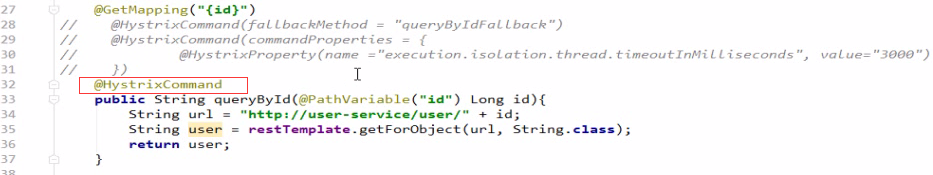 27 @GetMapping("{id}")
28 // @HystrixCommand(fallbackMethod = "queryByIdFallback")
29 // @HystrixCommand(commandProperties = {
30 // @HystrixProperty(name ="execution.isolation.thread.timeoutInMilliseconds", value="3000")
31 // })
32 @HystrixCommand
33 public String queryById(@PathVariable("id") Long id){
34 String url = "http://user-service/user/" + id;
35 String user = restTemplate.getForObject(url, String.class);
36 return user;
37 }
38